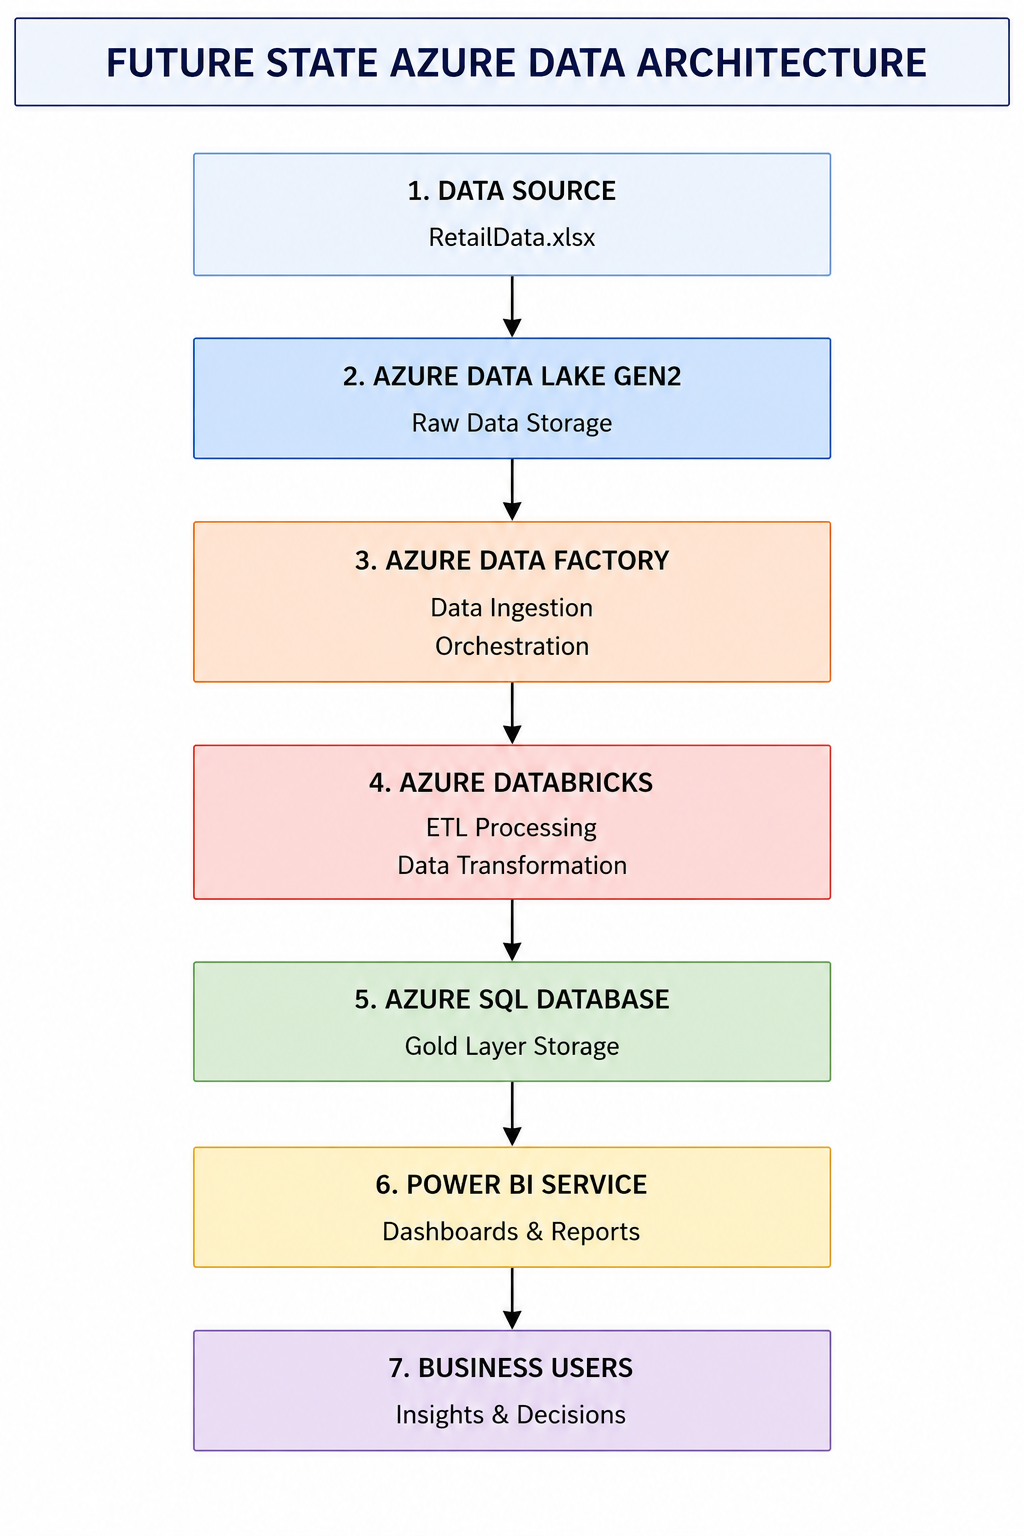 FUTURE STATE AZURE DATA ARCHITECTURE
1. DATA SOURCE
RetailData.xlsx
2. AZURE DATA LAKE GEN2
Raw Data Storage
3. AZURE DATA FACTORY
Data Ingestion
Orchestration
4. AZURE DATABRICKS
ETL Processing
Data Transformation
5. AZURE SQL DATABASE
Gold Layer Storage
6. POWER BI SERVICE
Dashboards & Reports
7. BUSINESS USERS
Insights & Decisions